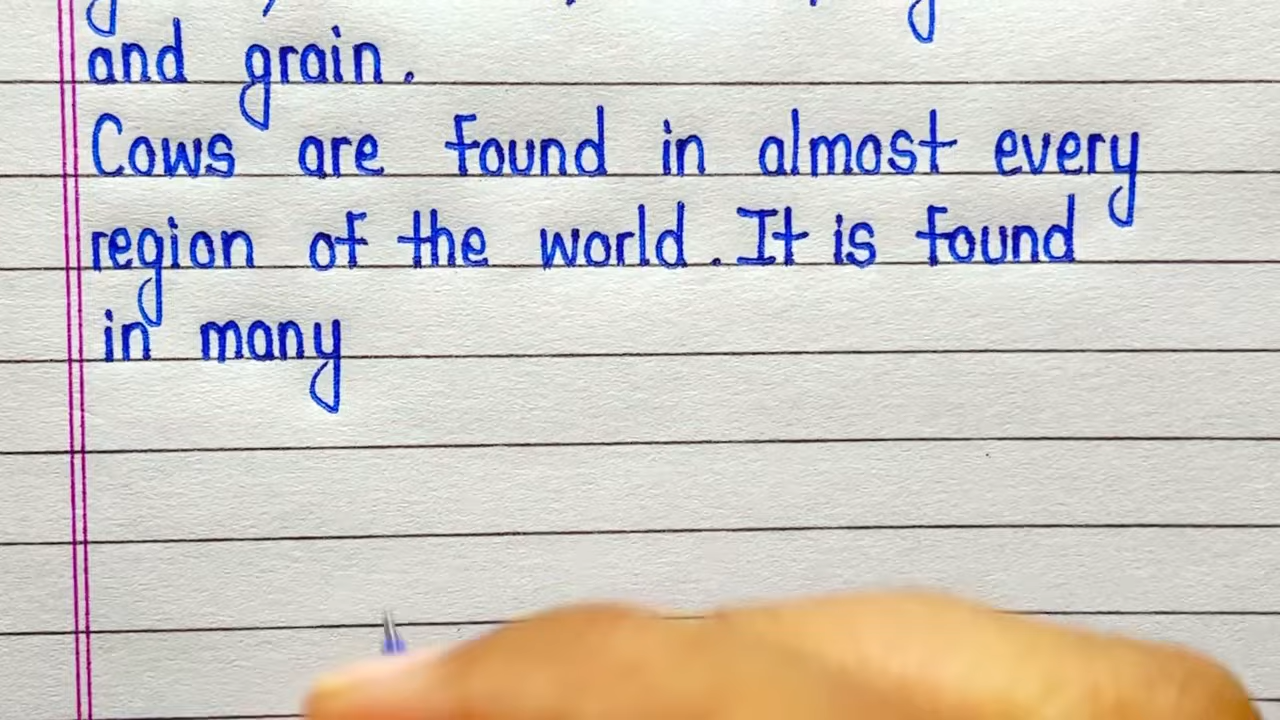 and grain.
Cows are found in almost every
region of the world. It is found
in many